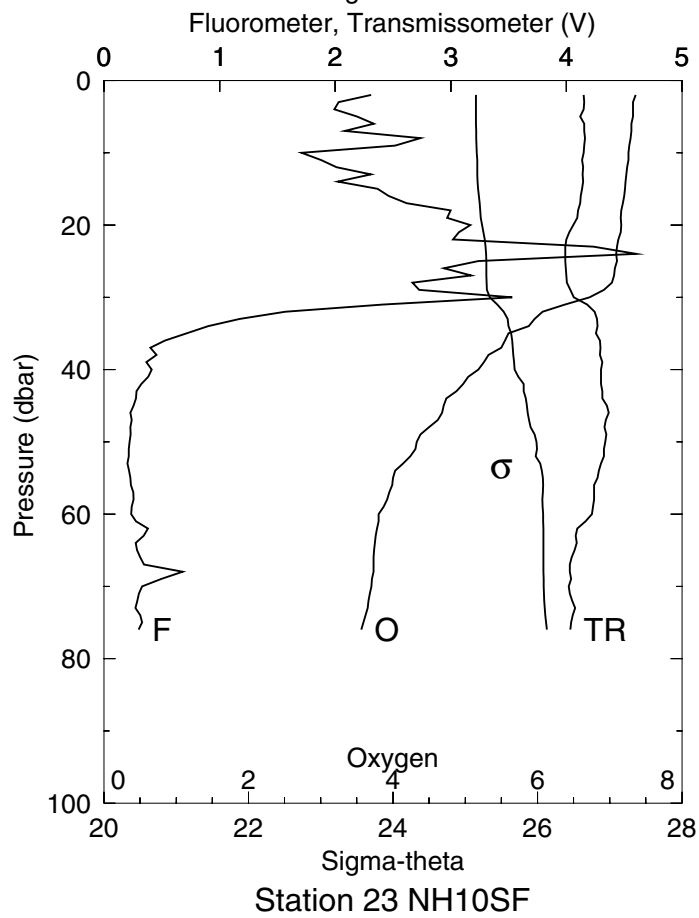 Fluorometer, Transmissometer (V)
0 1 2 3 4 5
0
20
40
60
80
100
Pressure (dbar)
σ
F O TR
Oxygen
0 2 4 6 8
20 22 24 26 28
Sigma-theta
Station 23 NH10SF